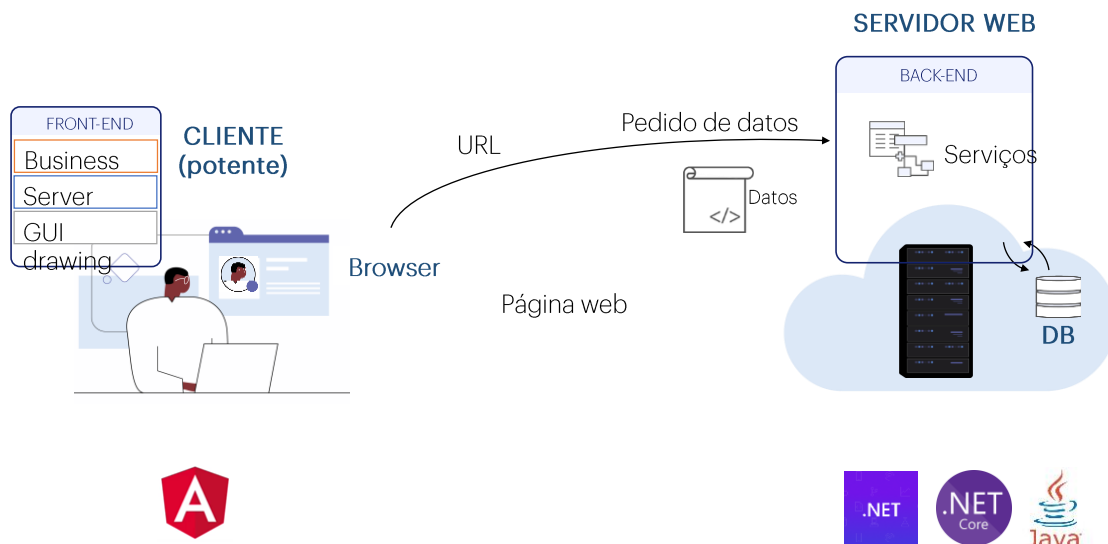 SERVIDOR WEB
BACK-END
Serviços
FRONT-END
Business
Server
GUI
drawing
CLIENTE
(potente)
Browser
URL
Pedido de datos
</>
Datos
Página web
DB
.NET
.NET
Core
Java